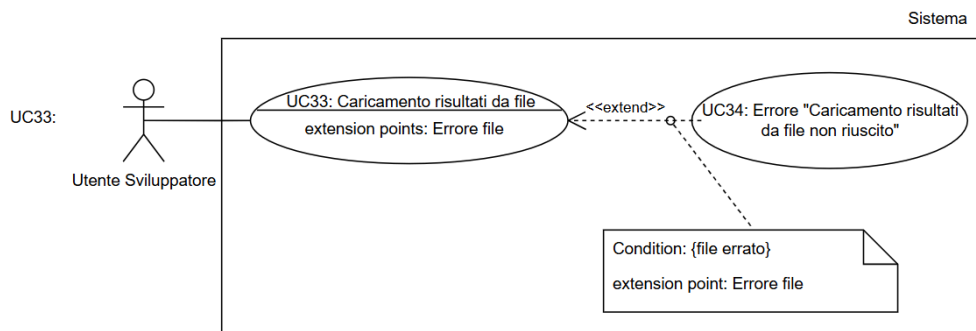 Sistema
UC33:
Utente Sviluppatore
UC33: Caricamento risultati da file
extension points: Errore file
<<extend>>
UC34: Errore "Caricamento risultati
da file non riuscito"
Condition: {file errato}
extension point: Errore file